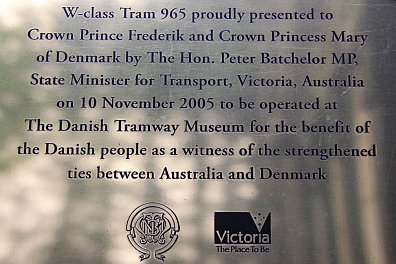 W-class Tram 965 proudly presented to
Crown Prince Frederik and Crown Princess Mary
of Denmark by The Hon. Peter Batchelor MP,
State Minister for Transport, Victoria, Australia
on 10 November 2005 to be operated at
The Danish Tramway Museum for the benefit of
the Danish people as a witness of the strengthened
ties between Australia and Denmark
Victoria
The Place To Be